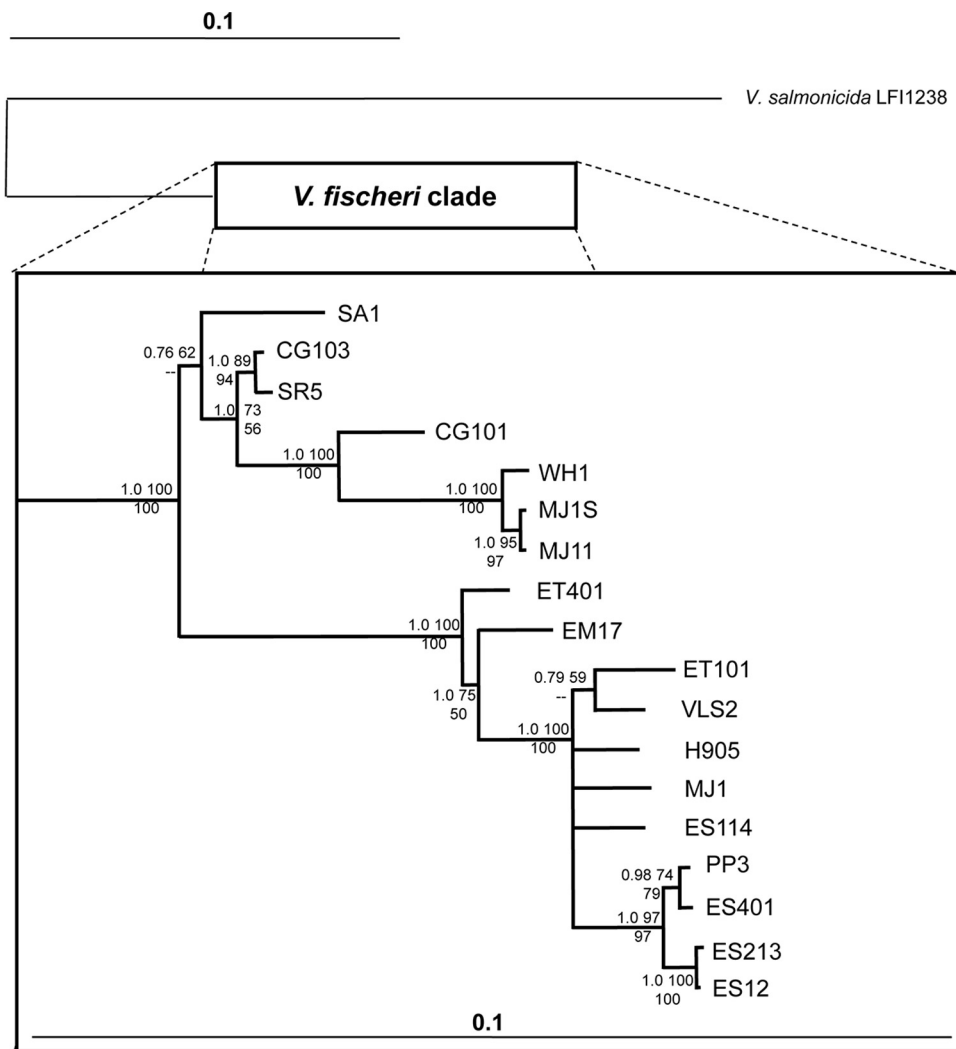 0.1
V. salmonicida LFI1238
V. fischeri clade
SA1
0.76 62
--
CG103
1.0 89
94
SR5
1.0 73
56
CG101
1.0 100
100
WH1
1.0 100
100
1.0 100
100
MJ1S
1.0 95
97
MJ11
ET401
1.0 100
100
EM17
ET101
0.79 59
--
1.0 75
50
VLS2
1.0 100
100
H905
MJ1
ES114
PP3
0.98 74
79
ES401
1.0 97
97
ES213
1.0 100
100
ES12
0.1